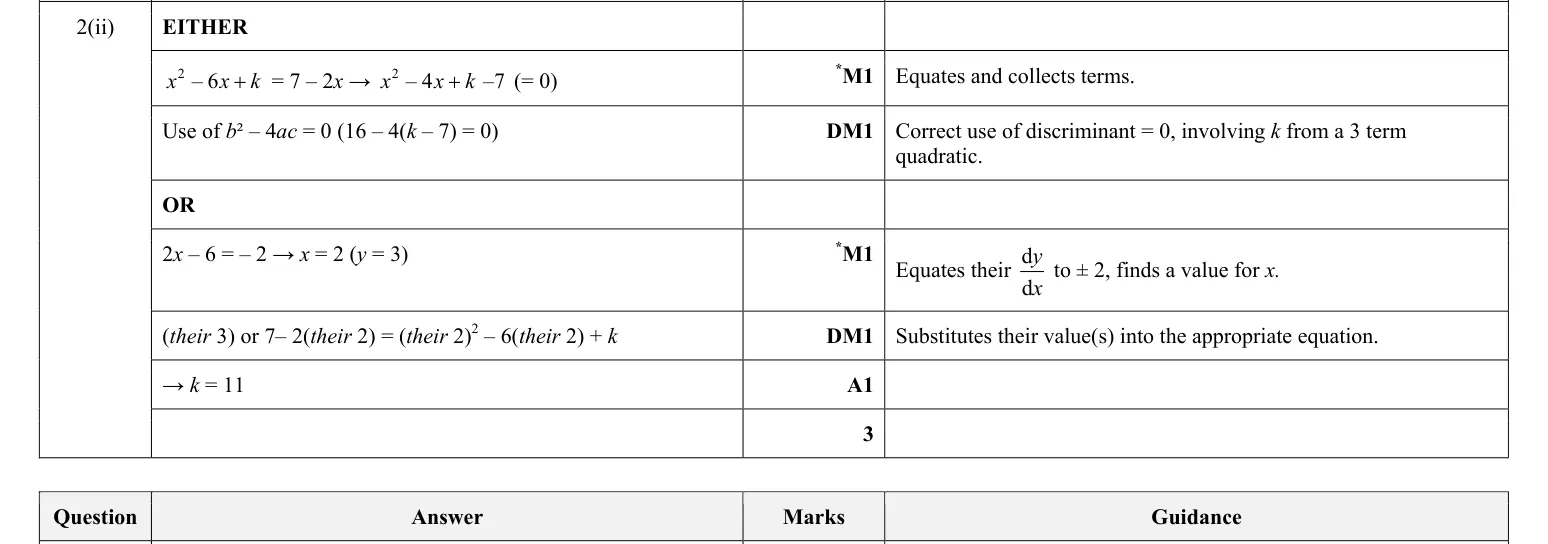 2(ii) EITHER
x² – 6x + k = 7 – 2x → x² – 4x + k –7 (= 0) *M1 Equates and collects terms.
Use of b² – 4ac = 0 (16 – 4(k – 7) = 0) DM1 Correct use of discriminant = 0, involving k from a 3 term
quadratic.
OR
2x – 6 = – 2 → x = 2 (y = 3) *M1 Equates their dy/dx to ± 2, finds a value for x.
(their 3) or 7– 2(their 2) = (their 2)² – 6(their 2) + k DM1 Substitutes their value(s) into the appropriate equation.
→ k = 11 A1
3
Question Answer Marks Guidance